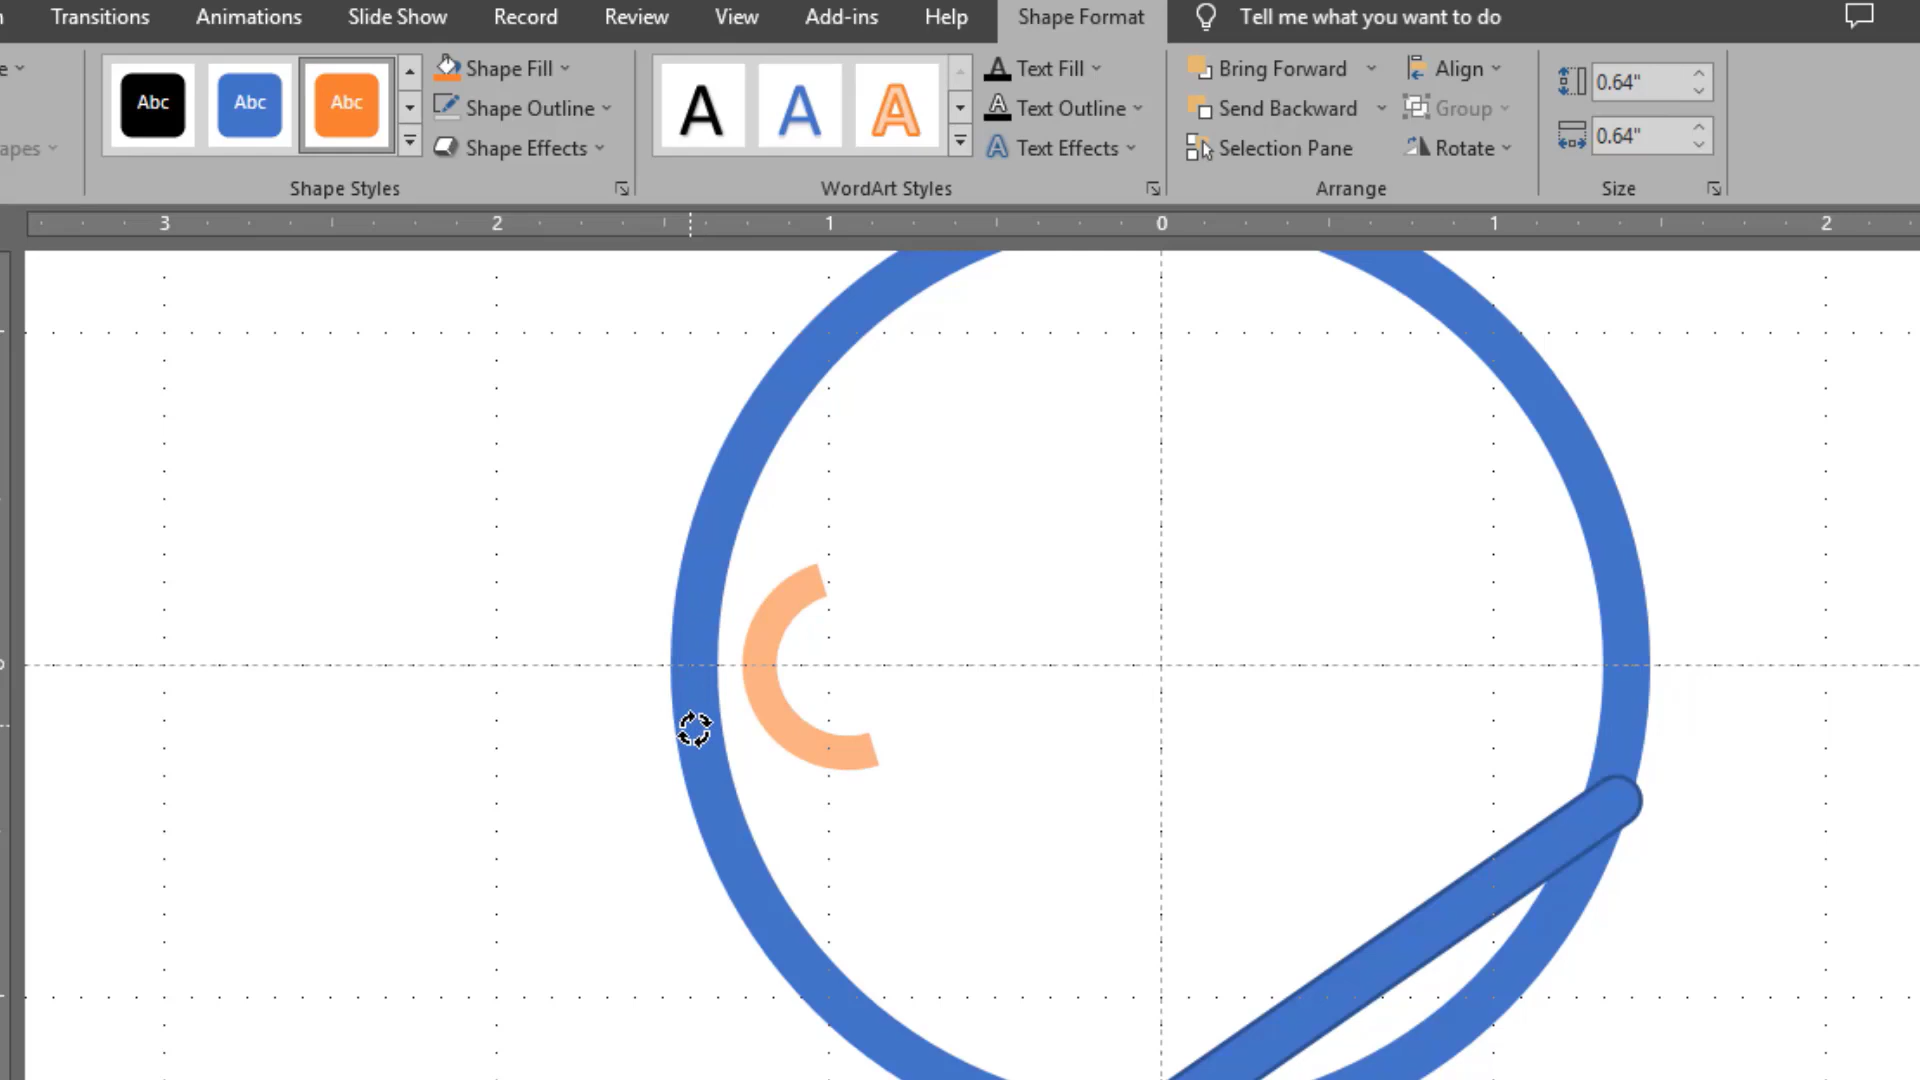 Transitions Animations Slide Show Record Review View Add-ins Help Shape Format Tell me what you want to do
Abc Abc Abc Shape Fill A A A Text Fill Bring Forward Align 0.64"
Shape Outline Text Outline Send Backward Group
apes Shape Effects Text Effects Selection Pane Rotate 0.64"
Shape Styles WordArt Styles Arrange Size
3 2 1 0 1 2